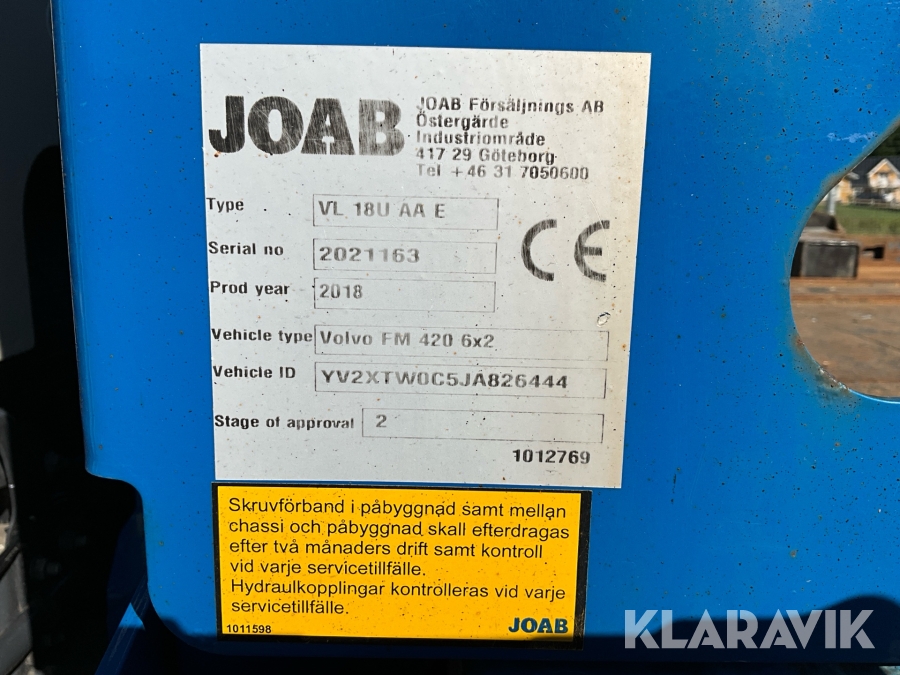 JOAB
JOAB Försäljnings AB
Östergärde
Industriområde
417 29 Göteborg
Tel +46 31 7050600
Type VL 18U AA E
Serial no 2021163
CE
Prod year 2018
Vehicle type Volvo FM 420 6x2
Vehicle ID YV2XTW0C5JA826444
Stage of approval 2
1012769
Skruvförband i påbyggnad samt mellan
chassi och påbyggnad skall efterdragas
efter två månaders drift samt kontroll
vid varje servicetillfälle.
Hydraulkopplingar kontrolleras vid varje
servicetillfälle.
1011598
JOAB
KLARAVIK